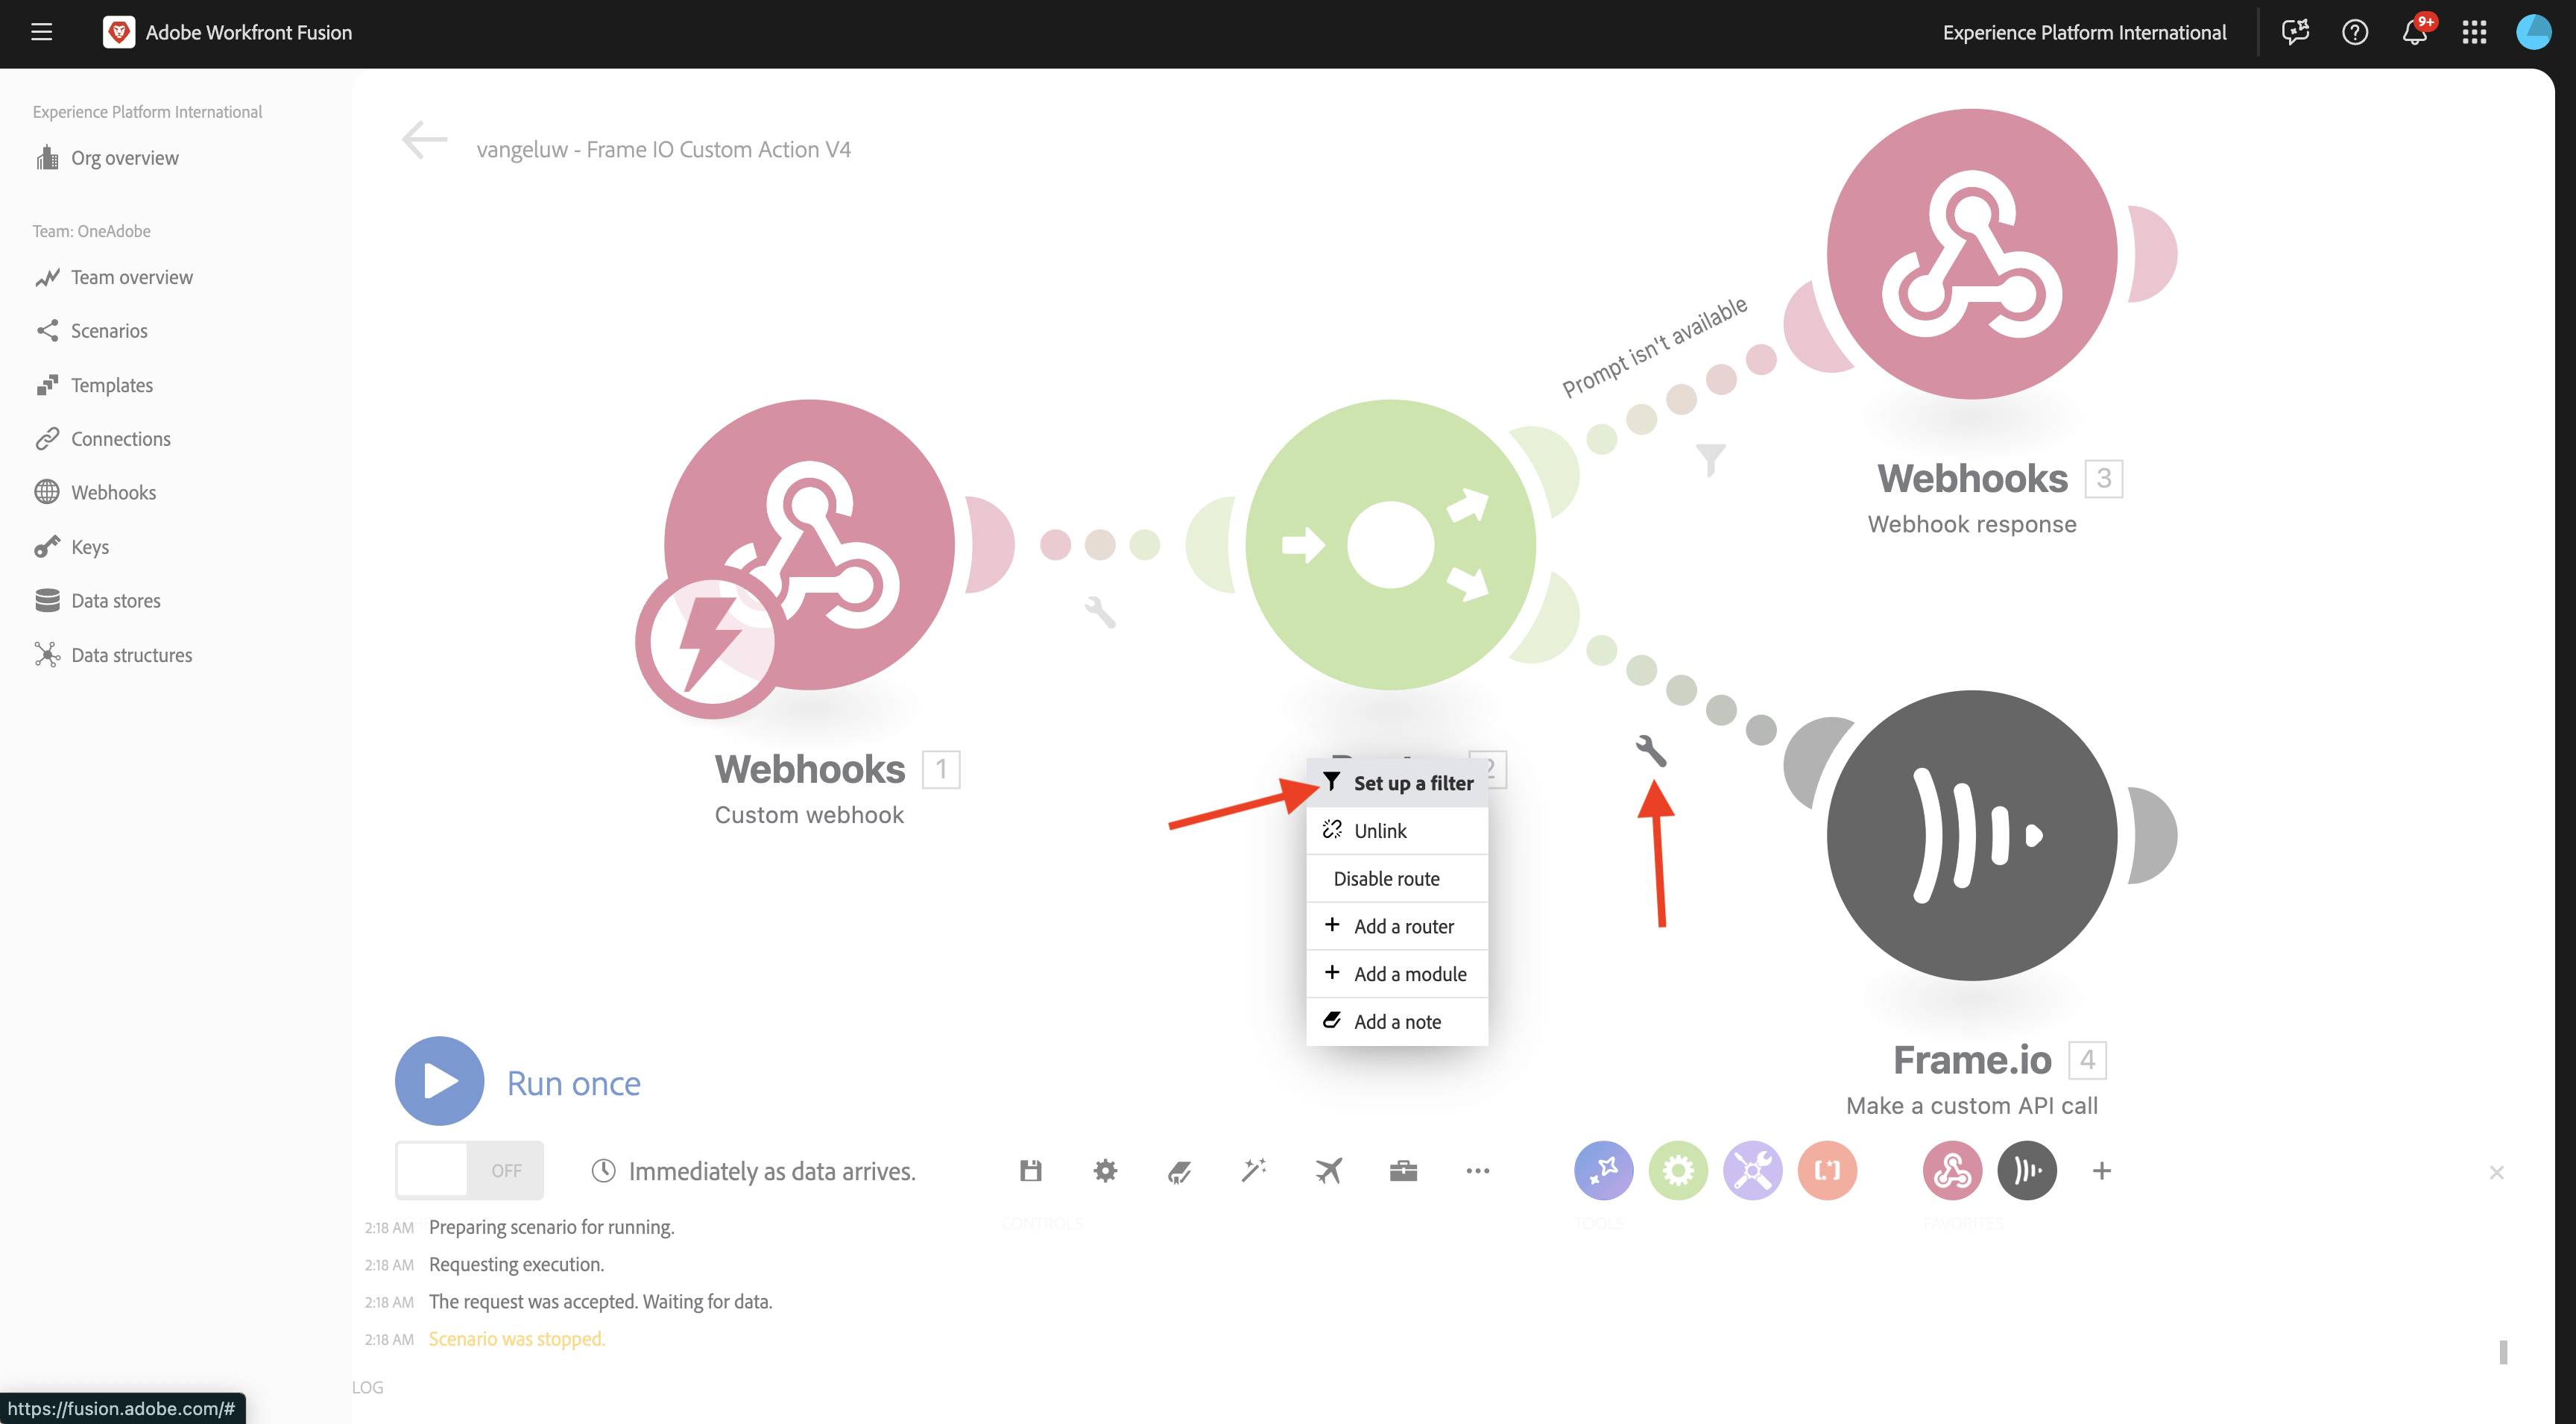 Adobe Workfront Fusion
Experience Platform International
9+
Experience Platform International
Org overview
Team: OneAdobe
Team overview
Scenarios
Templates
Connections
Webhooks
Keys
Data stores
Data structures
vangeluw - Frame IO Custom Action V4
Prompt isn't available
Webhooks 3
Webhook response
Webhooks 1
Custom webhook
2
Set up a filter
Unlink
Disable route
Add a router
Add a module
Add a note
Frame.io 4
Make a custom API call
Run once
OFF
Immediately as data arrives.
CONTROLS
TOOLS
FAVORITES
2:18 AM Preparing scenario for running.
2:18 AM Requesting execution.
2:18 AM The request was accepted. Waiting for data.
2:18 AM Scenario was stopped.
LOG
https://fusion.adobe.com/#